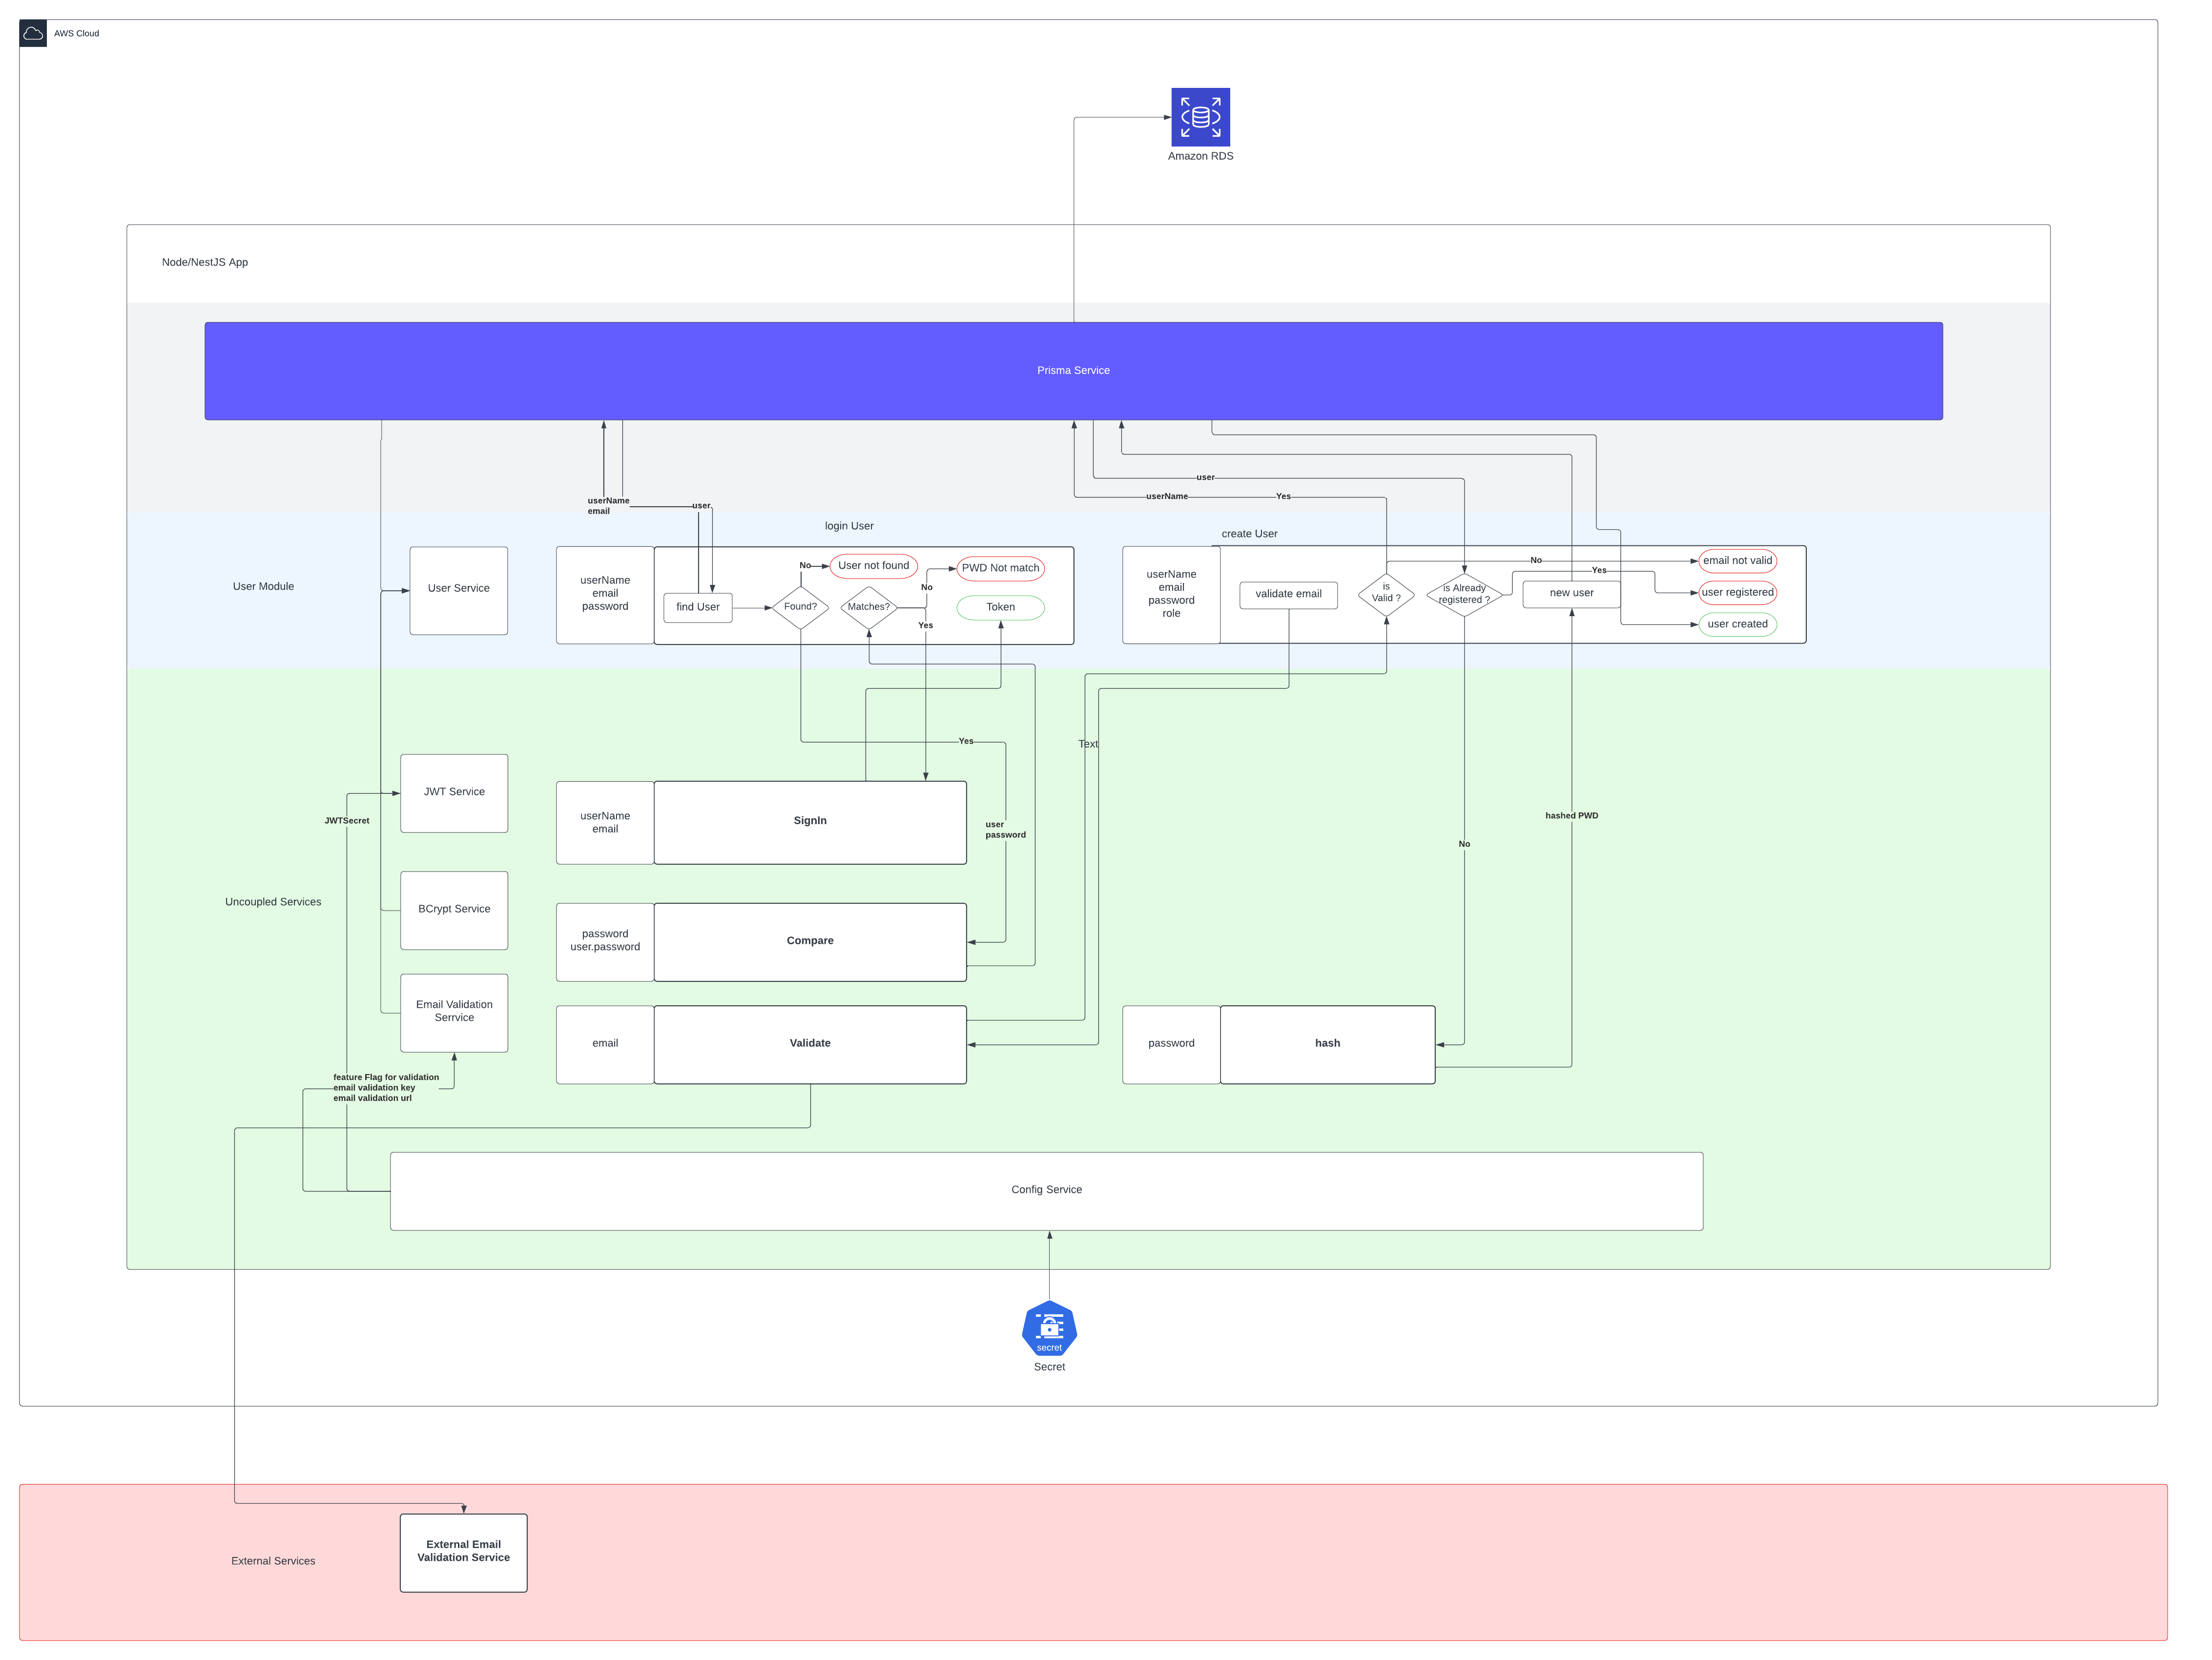 AWS Cloud
Amazon RDS
Node/NestJS App
Prisma Service
user
userName
Yes
userName
email
user
login User
create User
User Module
User Service
userName
email
password
find User
Found?
No
User not found
Matches?
No
Yes
PWD Not match
Token
userName
email
password
role
validate email
is
Valid ?
is Already
registered ?
No
Yes
new user
email not valid
user registered
user created
Yes
Text
JWT Service
JWTSecret
userName
email
SignIn
user
password
hashed PWD
No
Uncoupled Services
BCrypt Service
password
user.password
Compare
Email Validation
Serrvice
email
Validate
password
hash
feature Flag for validation
email validation key
email validation url
Config Service
secret
Secret
External Services
External Email
Validation Service